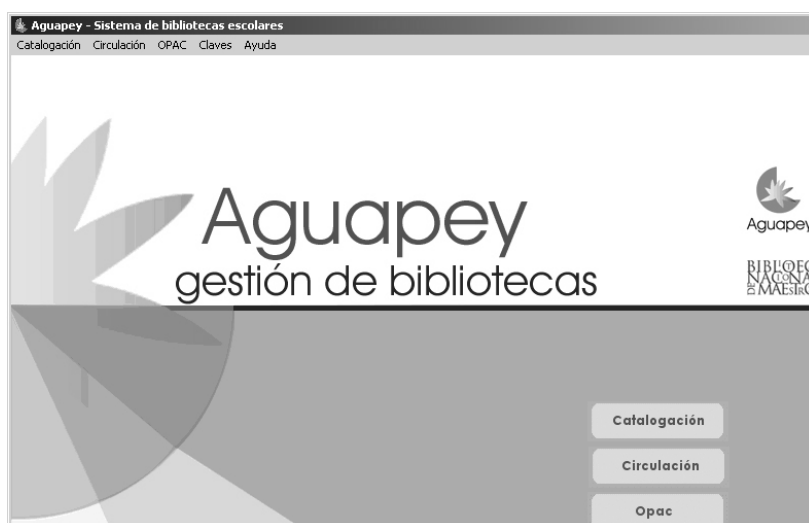 Aguapey - Sistema de bibliotecas escolares
Catalogación Circulación OPAC Claves Ayuda
Aguapey
gestión de bibliotecas
Aguapey
Catalogación
Circulación
Opac